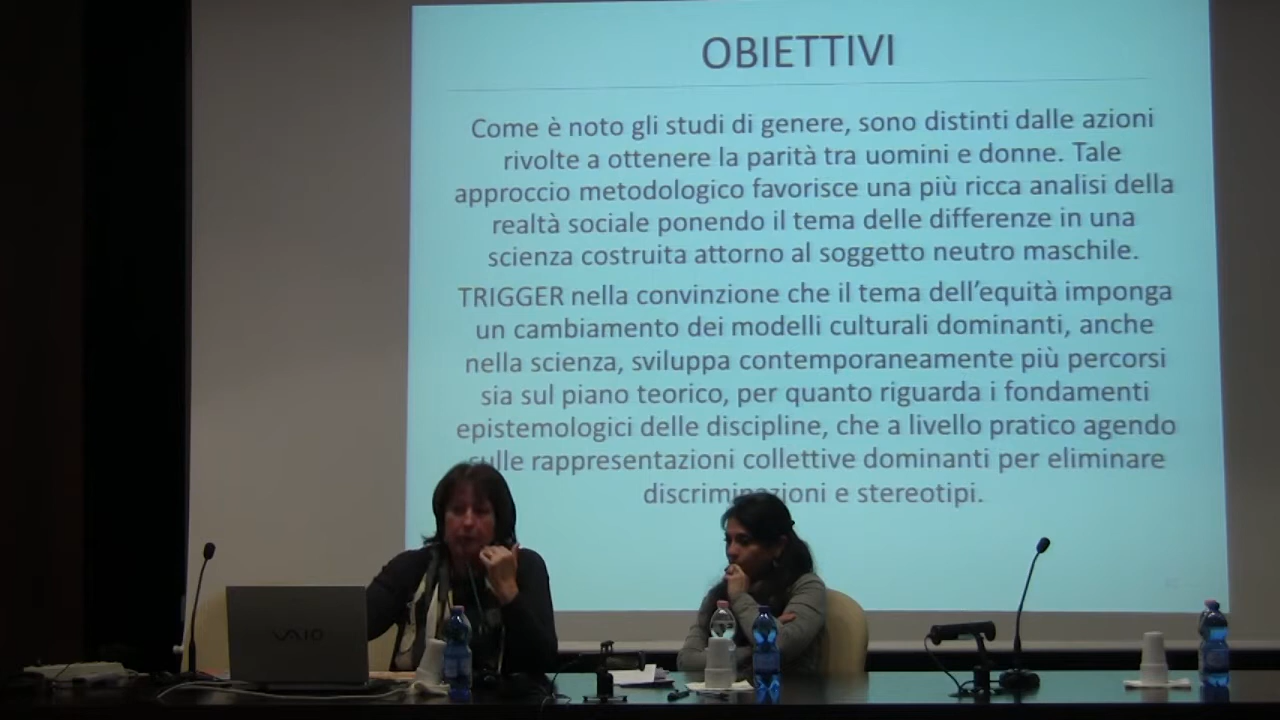 OBIETTIVI
Come è noto gli studi di genere, sono distinti dalle azioni
rivolte a ottenere la parità tra uomini e donne. Tale
approccio metodologico favorisce una più ricca analisi della
realtà sociale ponendo il tema delle differenze in una
scienza costruita attorno al soggetto neutro maschile.
TRIGGER nella convinzione che il tema dell’equità imponga
un cambiamento dei modelli culturali dominanti, anche
nella scienza, sviluppa contemporaneamente più percorsi
sia sul piano teorico, per quanto riguarda i fondamenti
epistemologici delle discipline, che a livello pratico agendo
sulle rappresentazioni collettive dominanti per eliminare
discriminazioni e stereotipi.
VAIO